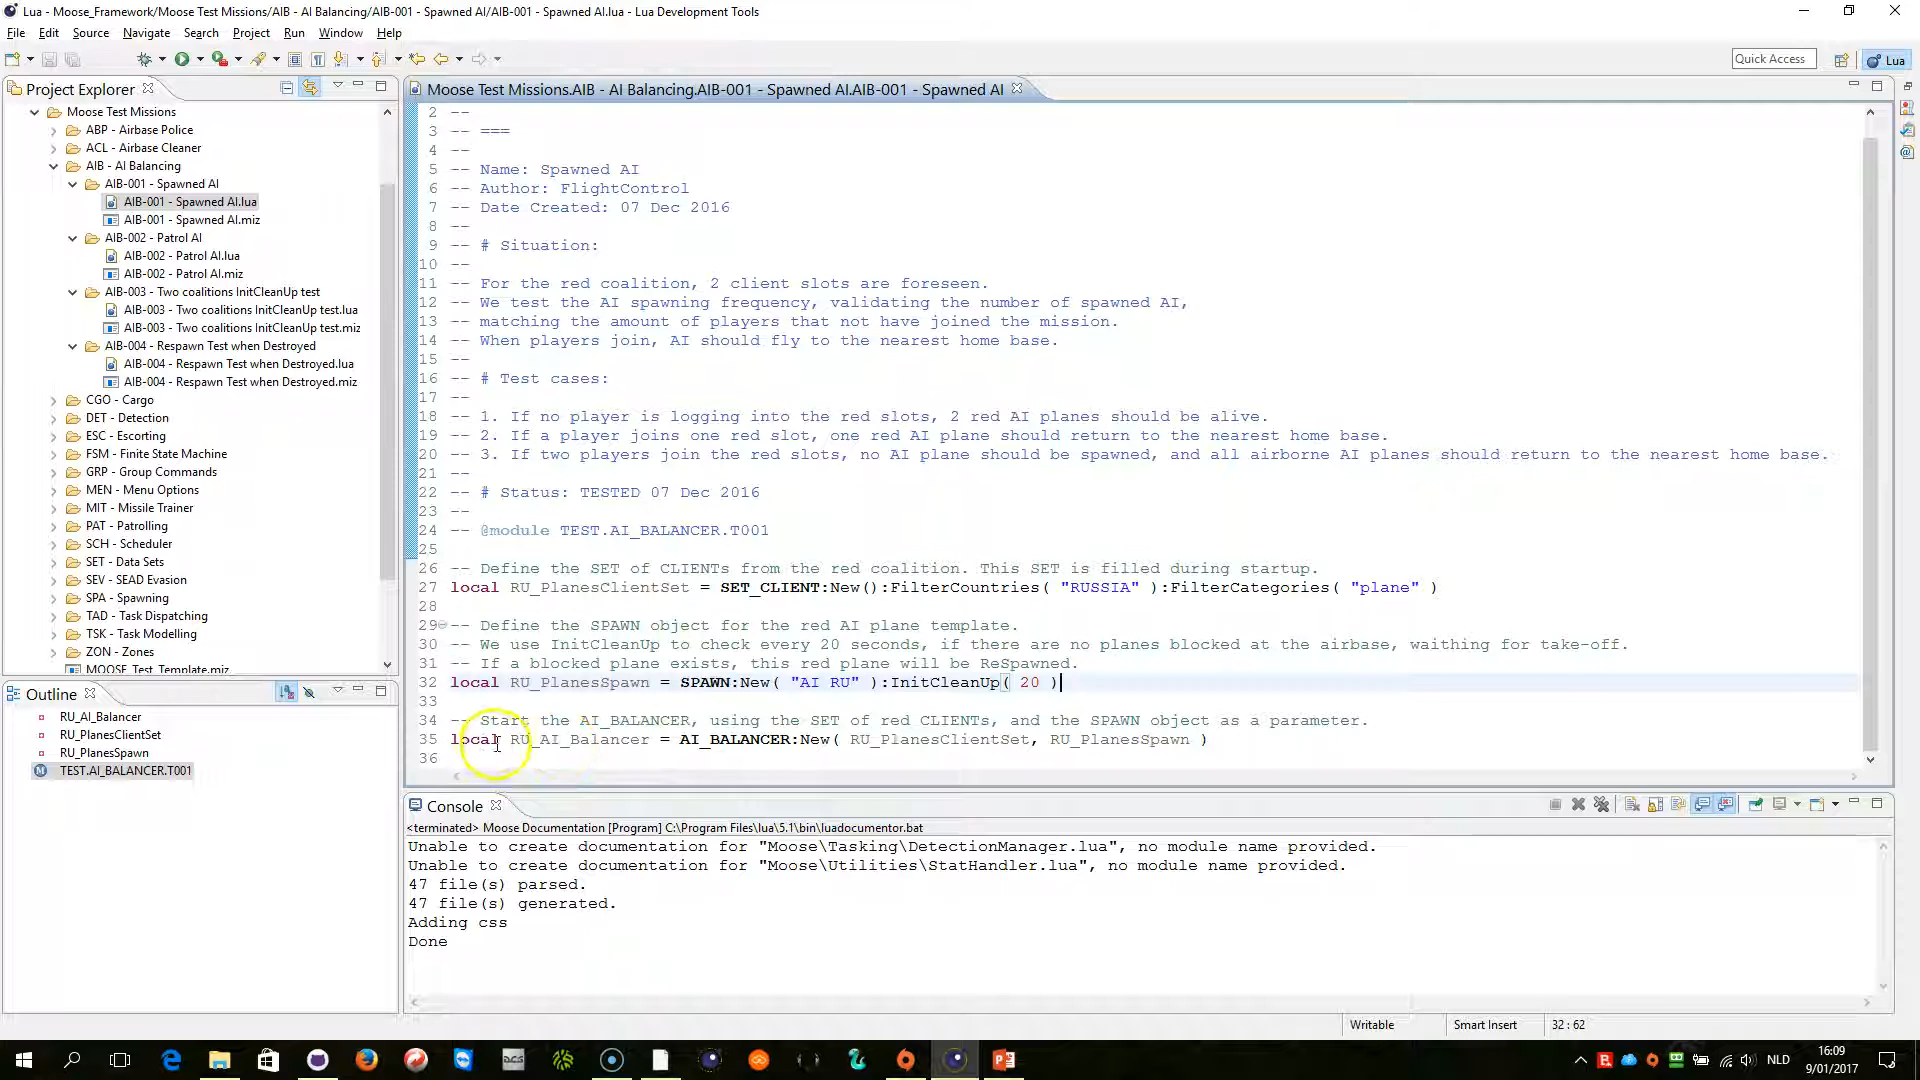 Lua - Moose_Framework/Moose Test Missions/AIB - AI Balancing/AIB-001 - Spawned AI/AIB-001 - Spawned AI.lua - Lua Development Tools
File Edit Source Navigate Search Project Run Window Help
Quick Access
Lua
Project Explorer
Moose Test Missions
ABP - Airbase Police
ACL - Airbase Cleaner
AIB - AI Balancing
AIB-001 - Spawned AI
AIB-001 - Spawned AI.lua
AIB-001 - Spawned AI.miz
AIB-002 - Patrol AI
AIB-002 - Patrol AI.lua
AIB-002 - Patrol AI.miz
AIB-003 - Two coalitions InitCleanUp test
AIB-003 - Two coalitions InitCleanUp test.lua
AIB-003 - Two coalitions InitCleanUp test.miz
AIB-004 - Respawn Test when Destroyed
AIB-004 - Respawn Test when Destroyed.lua
AIB-004 - Respawn Test when Destroyed.miz
CGO - Cargo
DET - Detection
ESC - Escorting
FSM - Finite State Machine
GRP - Group Commands
MEN - Menu Options
MIT - Missile Trainer
PAT - Patrolling
SCH - Scheduler
SET - Data Sets
SEV - SEAD Evasion
SPA - Spawning
TAD - Task Dispatching
TSK - Task Modelling
ZON - Zones
MOOSE_Test_Template.miz
Outline
RU_AI_Balancer
RU_PlanesClientSet
RU_PlanesSpawn
TEST.AI_BALANCER.T001
Moose Test Missions.AIB - AI Balancing.AIB-001 - Spawned AI.AIB-001 - Spawned AI
2 --
3 -- ===
4 --
5 -- Name: Spawned AI
6 -- Author: FlightControl
7 -- Date Created: 07 Dec 2016
8 --
9 -- # Situation:
10 --
11 -- For the red coalition, 2 client slots are foreseen.
12 -- We test the AI spawning frequency, validating the number of spawned AI,
13 -- matching the amount of players that not have joined the mission.
14 -- When players join, AI should fly to the nearest home base.
15 --
16 -- # Test cases:
17 --
18 -- 1. If no player is logging into the red slots, 2 red AI planes should be alive.
19 -- 2. If a player joins one red slot, one red AI plane should return to the nearest home base.
20 -- 3. If two players join the red slots, no AI plane should be spawned, and all airborne AI planes should return to the nearest home base.
21 --
22 -- # Status: TESTED 07 Dec 2016
23 --
24 -- @module TEST.AI_BALANCER.T001
25
26 -- Define the SET of CLIENTs from the red coalition. This SET is filled during startup.
27 local RU_PlanesClientSet = SET_CLIENT:New():FilterCountries( "RUSSIA" ):FilterCategories( "plane" )
28
29 -- Define the SPAWN object for the red AI plane template.
30 -- We use InitCleanUp to check every 20 seconds, if there are no planes blocked at the airbase, waithing for take-off.
31 -- If a blocked plane exists, this red plane will be ReSpawned.
32 local RU_PlanesSpawn = SPAWN:New( "AI RU" ):InitCleanUp( 20 )
33
34 -- Start the AI_BALANCER, using the SET of red CLIENTs, and the SPAWN object as a parameter.
35 local RU_AI_Balancer = AI_BALANCER:New( RU_PlanesClientSet, RU_PlanesSpawn )
36
Console
<terminated> Moose Documentation [Program] C:\Program Files\lua\5.1\bin\luadocumentor.bat
Unable to create documentation for "Moose\Tasking\DetectionManager.lua", no module name provided.
Unable to create documentation for "Moose\Utilities\StatHandler.lua", no module name provided.
47 file(s) parsed.
47 file(s) generated.
Adding css
Done
Writable
Smart Insert
32 : 62
DCS
NLD
16:09
9/01/2017